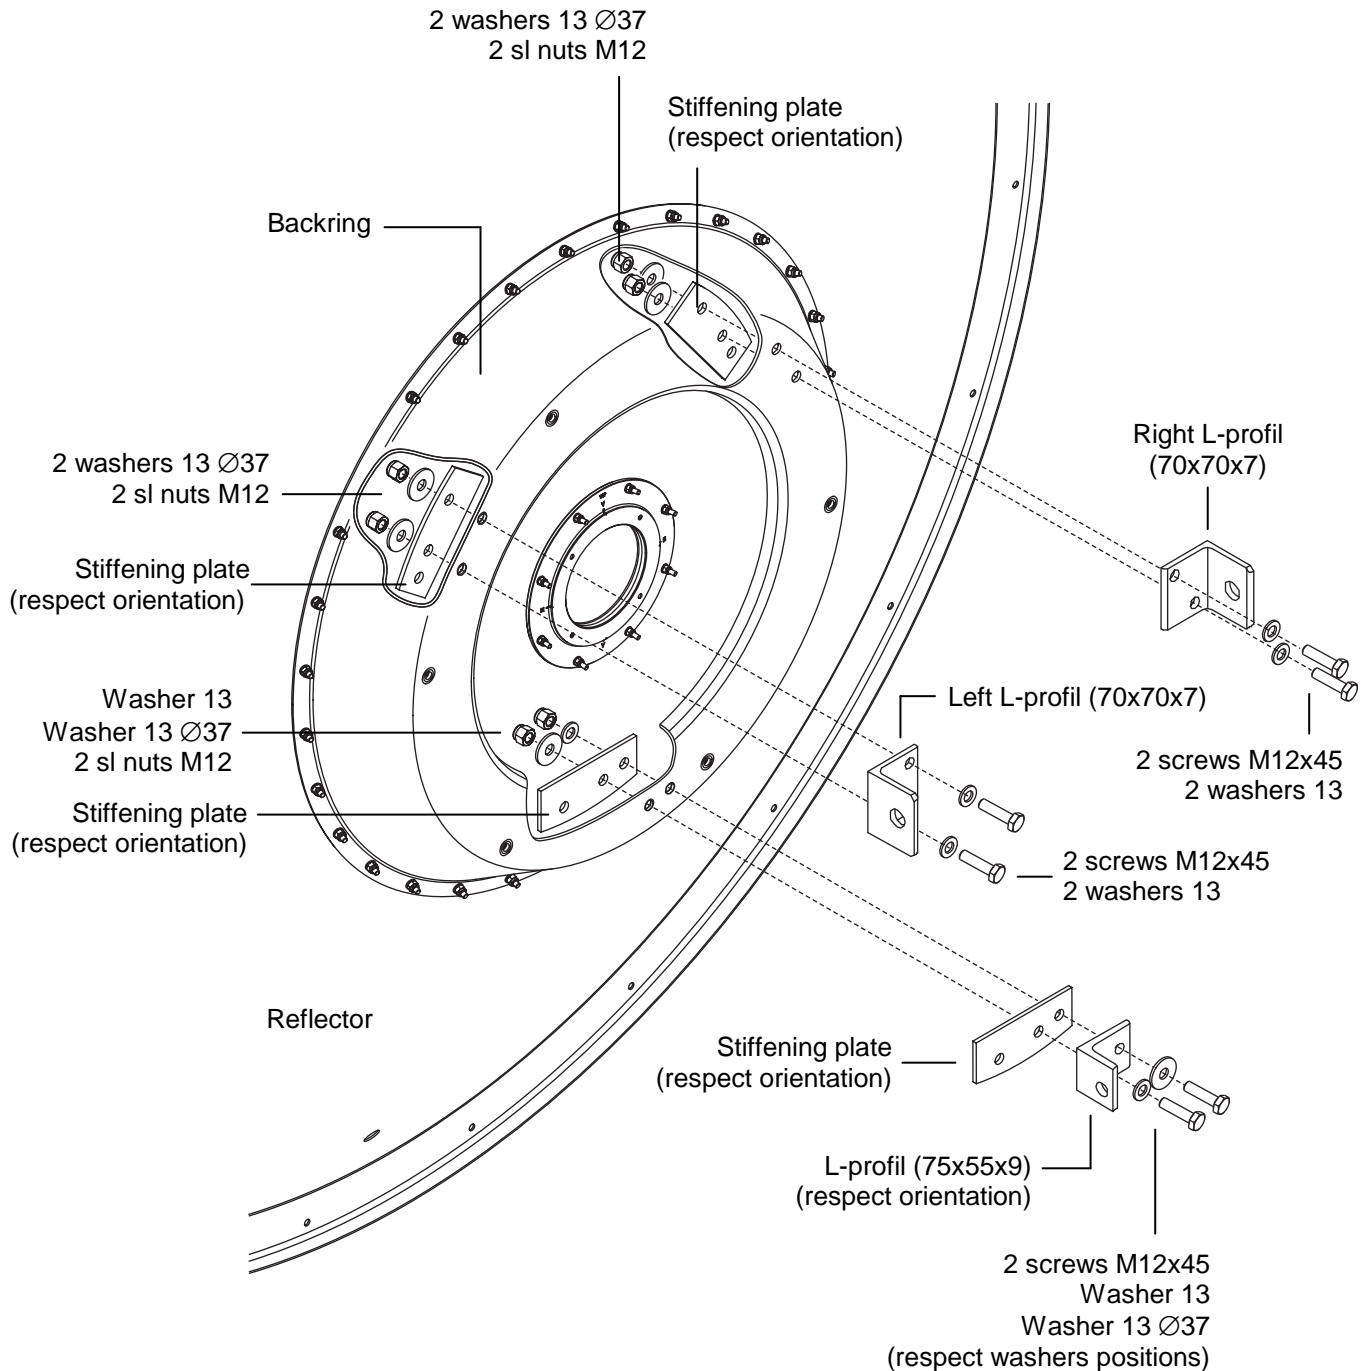 2 washers 13 ∅37
2 sl nuts M12
Stiffening plate
(respect orientation)
Backring
Right L-profil
(70x70x7)
2 washers 13 ∅37
2 sl nuts M12
Stiffening plate
(respect orientation)
Washer 13
Washer 13 ∅37
2 sl nuts M12
Left L-profil (70x70x7)
2 screws M12x45
2 washers 13
Stiffening plate
(respect orientation)
2 screws M12x45
2 washers 13
Reflector
Stiffening plate
(respect orientation)
L-profil (75x55x9)
(respect orientation)
2 screws M12x45
Washer 13
Washer 13 ∅37
(respect washers positions)